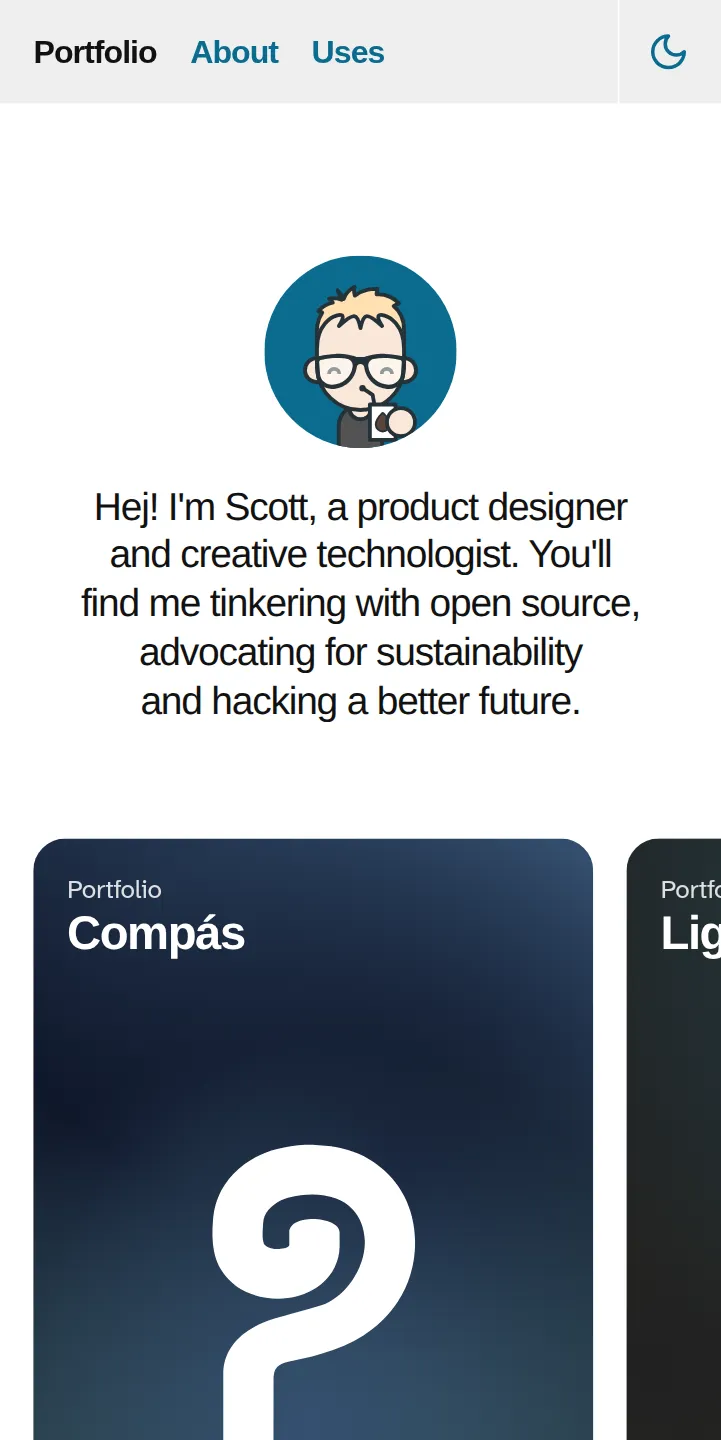 Portfolio About Uses
Hej! I'm Scott, a product designer
and creative technologist. You'll
find me tinkering with open source,
advocating for sustainability
and hacking a better future.
Portfolio
Compás